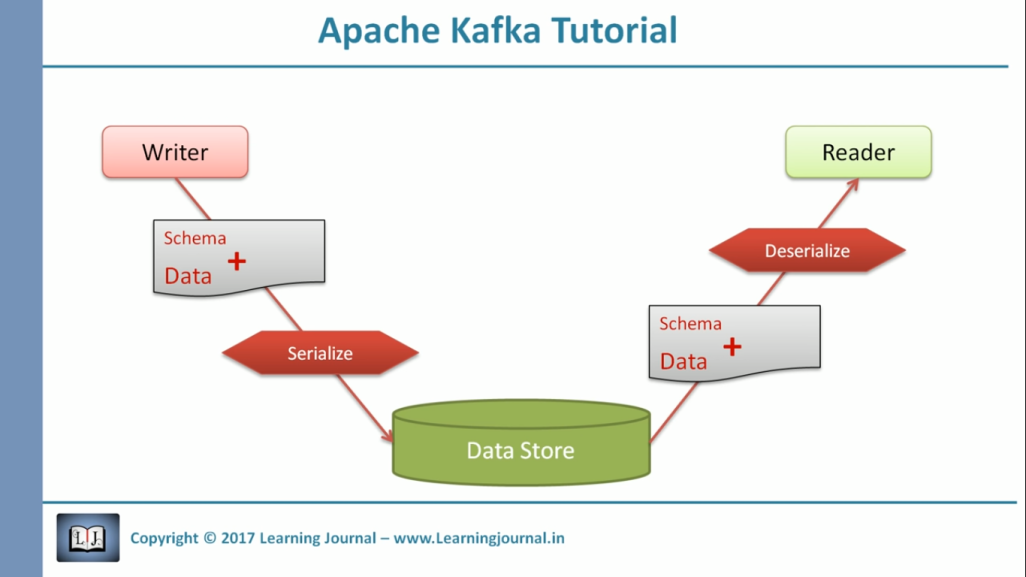 Apache Kafka Tutorial
Writer
Reader
Schema
+
Data
Deserialize
Serialize
Schema
+
Data
Data Store
LJ
Copyright © 2017 Learning Journal – www.Learningjournal.in